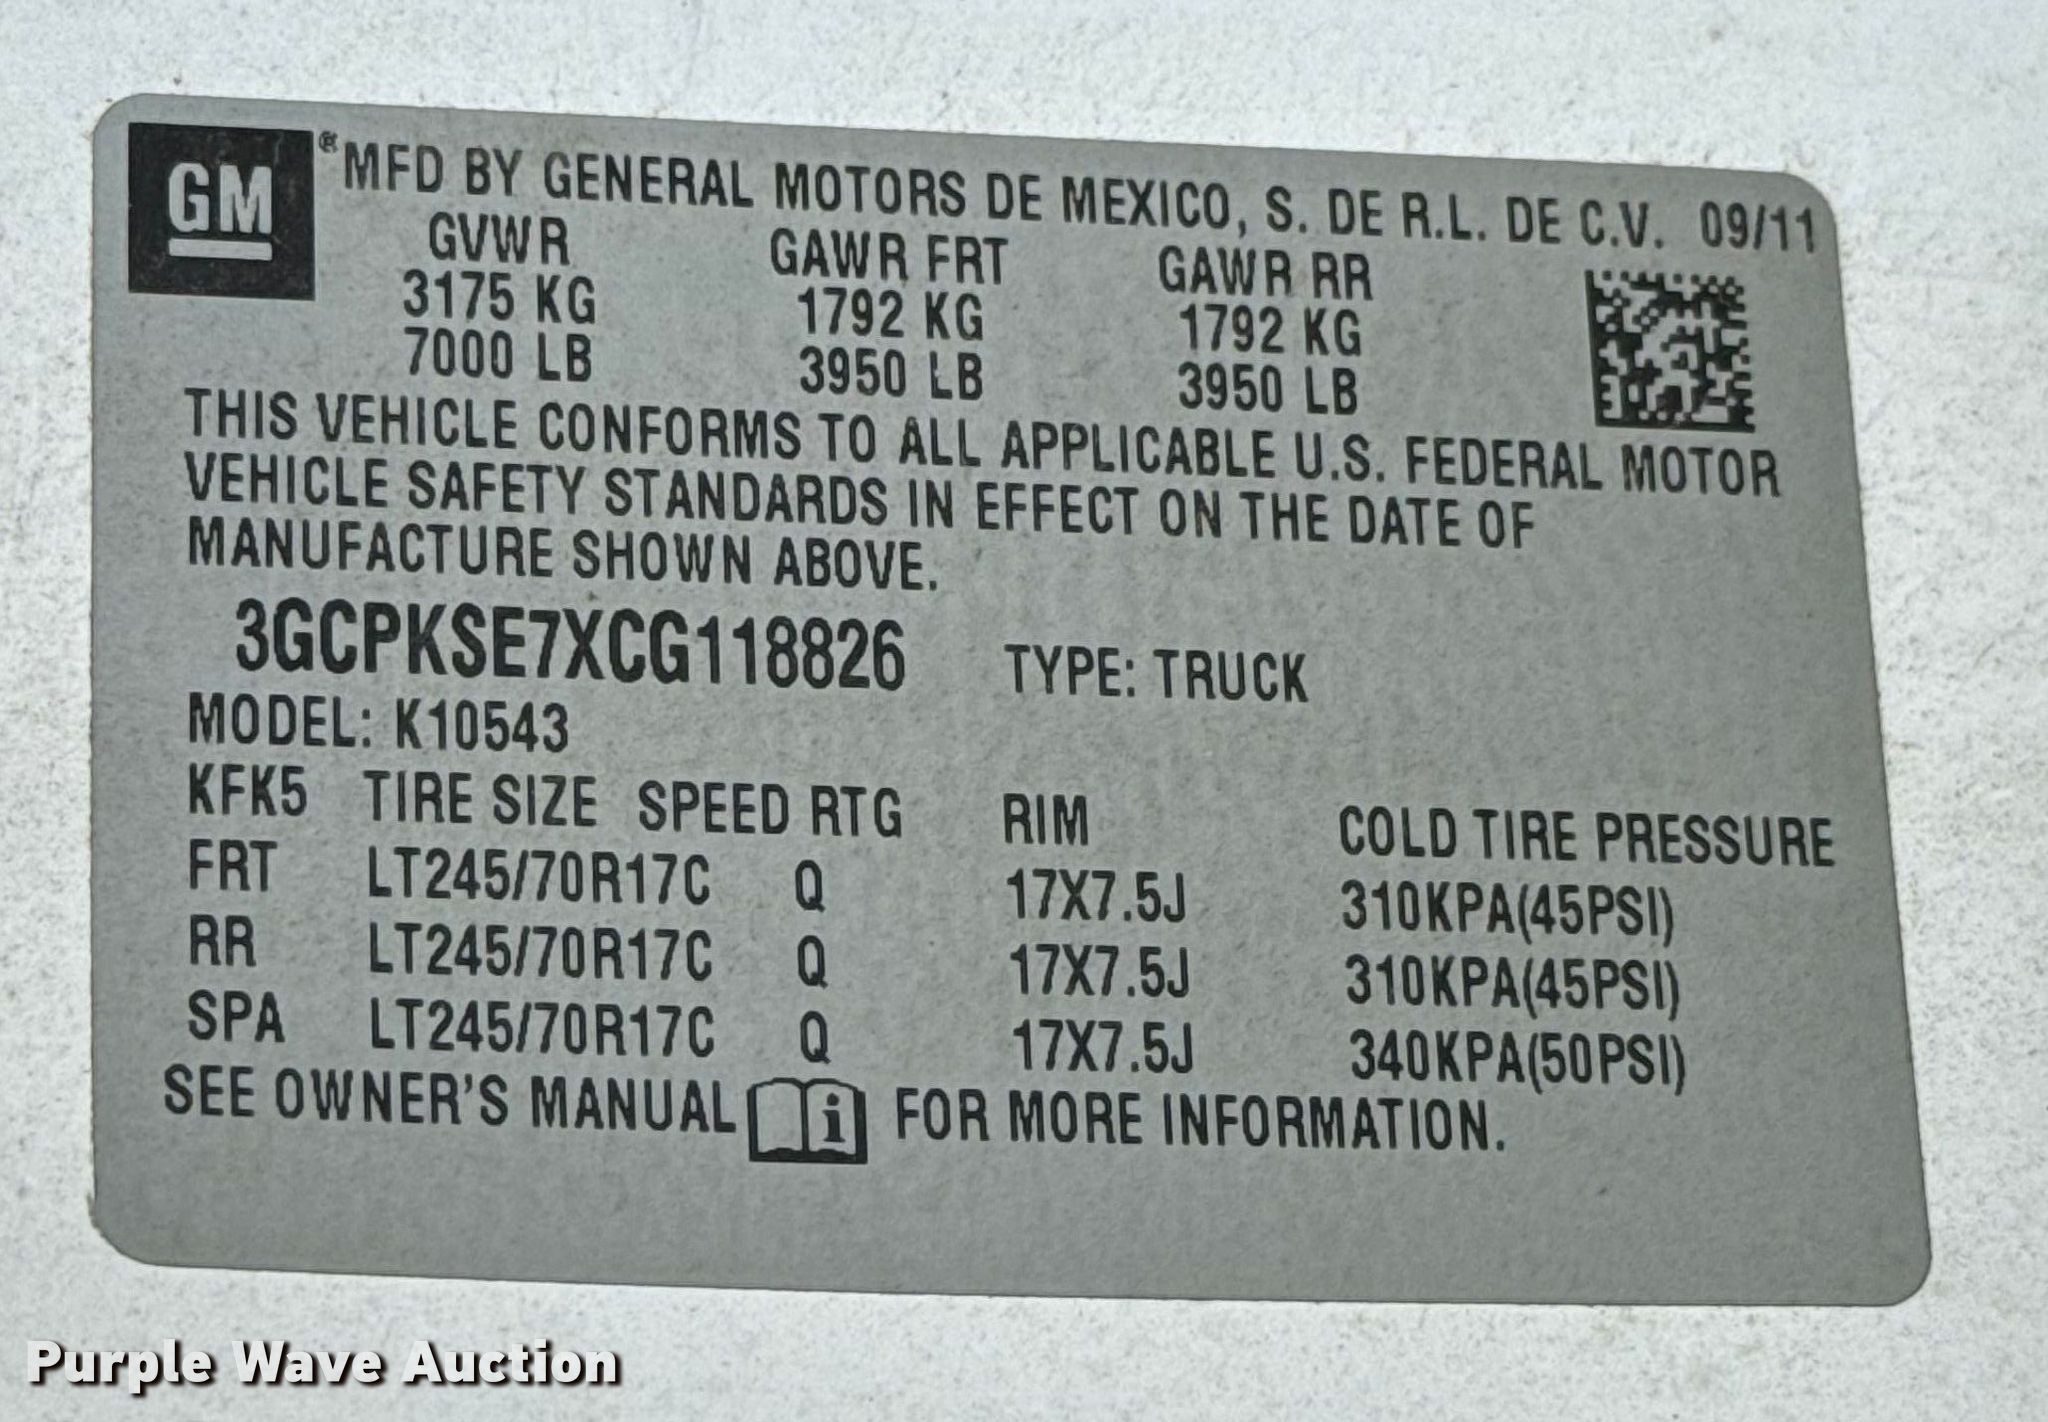 GM ® MFD BY GENERAL MOTORS DE MEXICO, S. DE R.L. DE C.V. 09/11
GVWR GAWR FRT GAWR RR
3175 KG 1792 KG 1792 KG
7000 LB 3950 LB 3950 LB
THIS VEHICLE CONFORMS TO ALL APPLICABLE U.S. FEDERAL MOTOR
VEHICLE SAFETY STANDARDS IN EFFECT ON THE DATE OF
MANUFACTURE SHOWN ABOVE.
3GCPKSE7XCG118826 TYPE: TRUCK
MODEL: K10543
KFK5 TIRE SIZE SPEED RTG RIM COLD TIRE PRESSURE
FRT LT245/70R17C Q 17X7.5J 310KPA(45PSI)
RR LT245/70R17C Q 17X7.5J 310KPA(45PSI)
SPA LT245/70R17C Q 17X7.5J 340KPA(50PSI)
SEE OWNER'S MANUAL i FOR MORE INFORMATION.
Purple Wave Auction